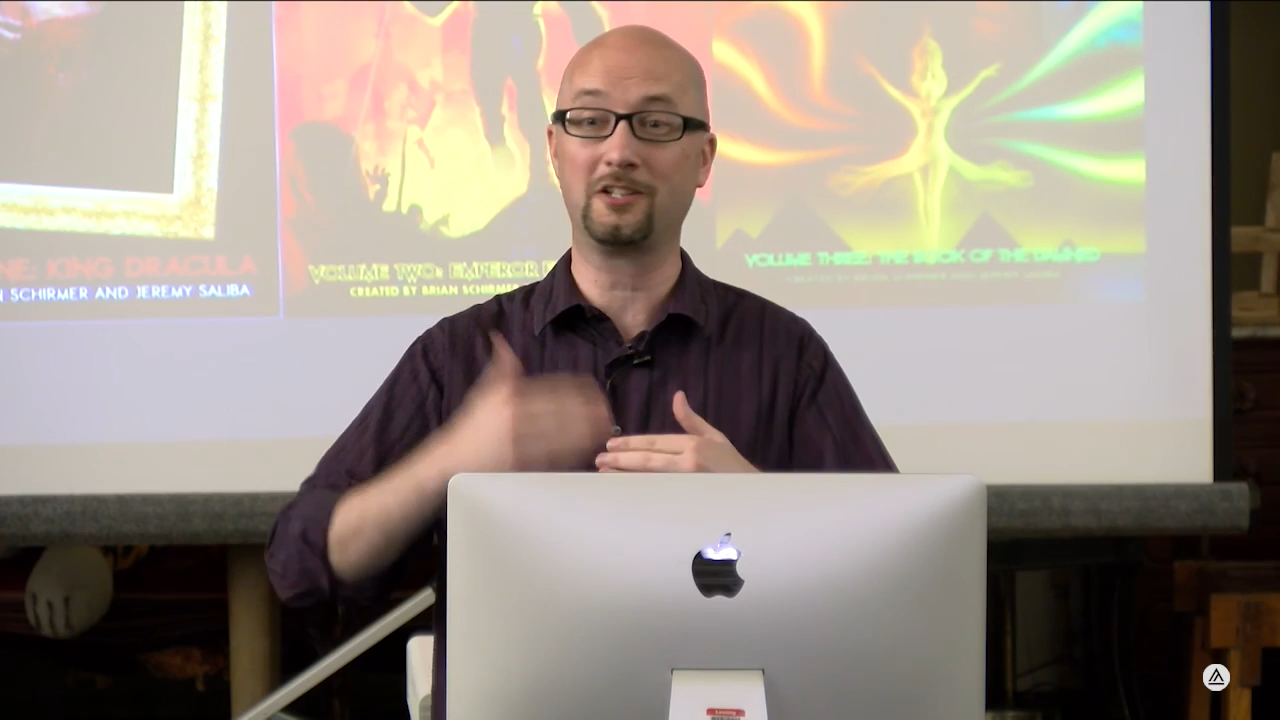 NE: KING DRACULA
N SCHIRMER AND JEREMY SALIBA
VOLUME TWO: EMPEROR
CREATED BY BRIAN SCHIRMER
VOLUME THREE: THE BOOK OF THE DAMNED